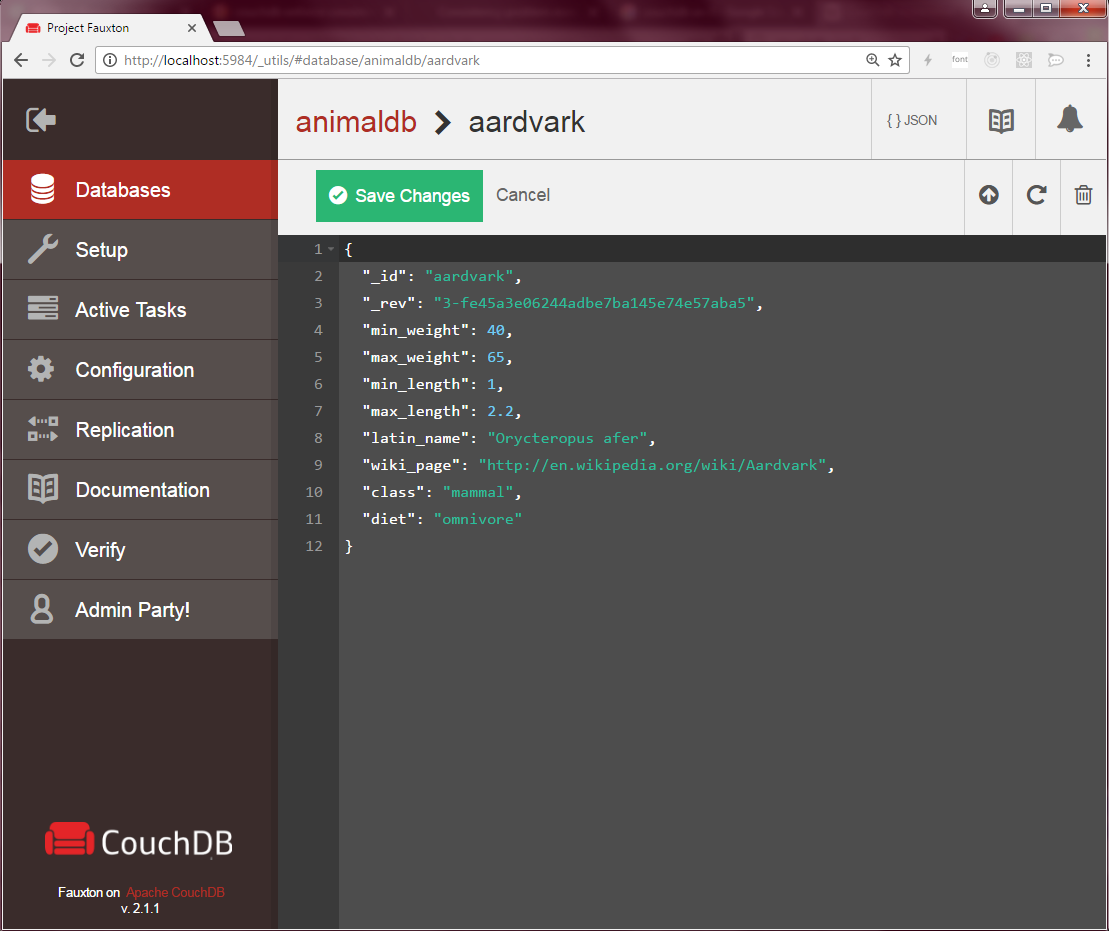 Project Fauxton
http://localhost:5984/_utils/#database/animaldb/aardvark
font
animaldb aardvark
{ } JSON
Databases
Setup
Active Tasks
Configuration
Replication
Documentation
Verify
Admin Party!
CouchDB
Fauxton on Apache CouchDB
v. 2.1.1
Save Changes Cancel
1 {
2 "_id": "aardvark",
3 "_rev": "3-fe45a3e06244adbe7ba145e74e57aba5",
4 "min_weight": 40,
5 "max_weight": 65,
6 "min_length": 1,
7 "max_length": 2.2,
8 "latin_name": "Orycteropus afer",
9 "wiki_page": "http://en.wikipedia.org/wiki/Aardvark",
10 "class": "mammal",
11 "diet": "omnivore"
12 }